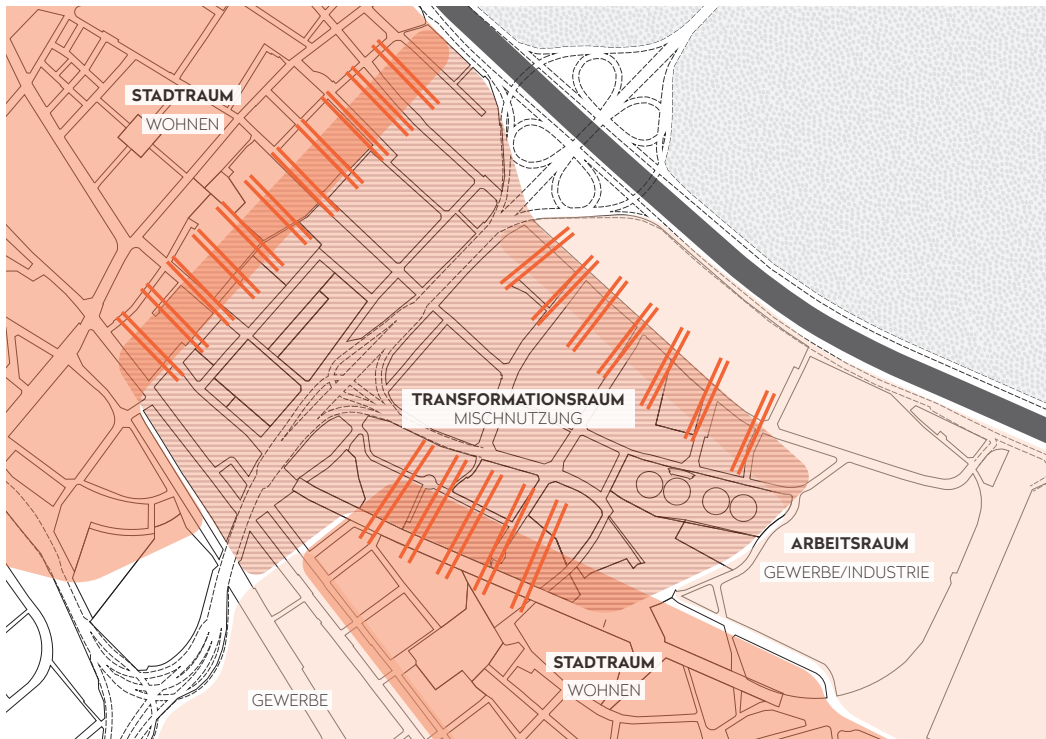 STADTRAUM
WOHNEN
TRANSFORMATIONSRAUM
MISCHNUTZUNG
ARBEITSRAUM
GEWERBE/INDUSTRIE
STADTRAUM
WOHNEN
GEWERBE